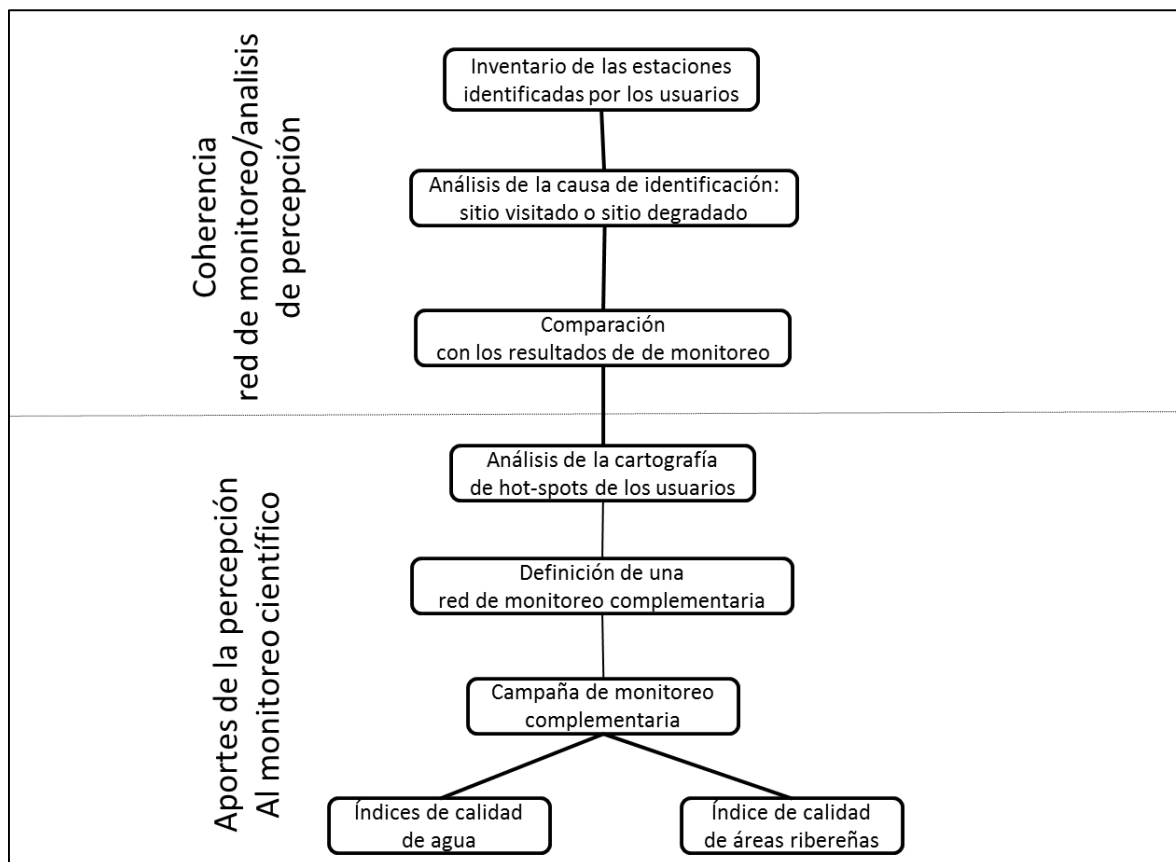 Coherencia
red de monitoreo/analisis
de percepción
Inventario de las estaciones
identificadas por los usuarios
Análisis de la causa de identificación:
sitio visitado o sitio degradado
Comparación
con los resultados de de monitoreo
Aportes de la percepción
Al monitoreo científico
Análisis de la cartografía
de hot-spots de los usuarios
Definición de una
red de monitoreo complementaria
Campaña de monitoreo
complementaria
Índices de calidad
de agua
Índice de calidad
de áreas ribereñas